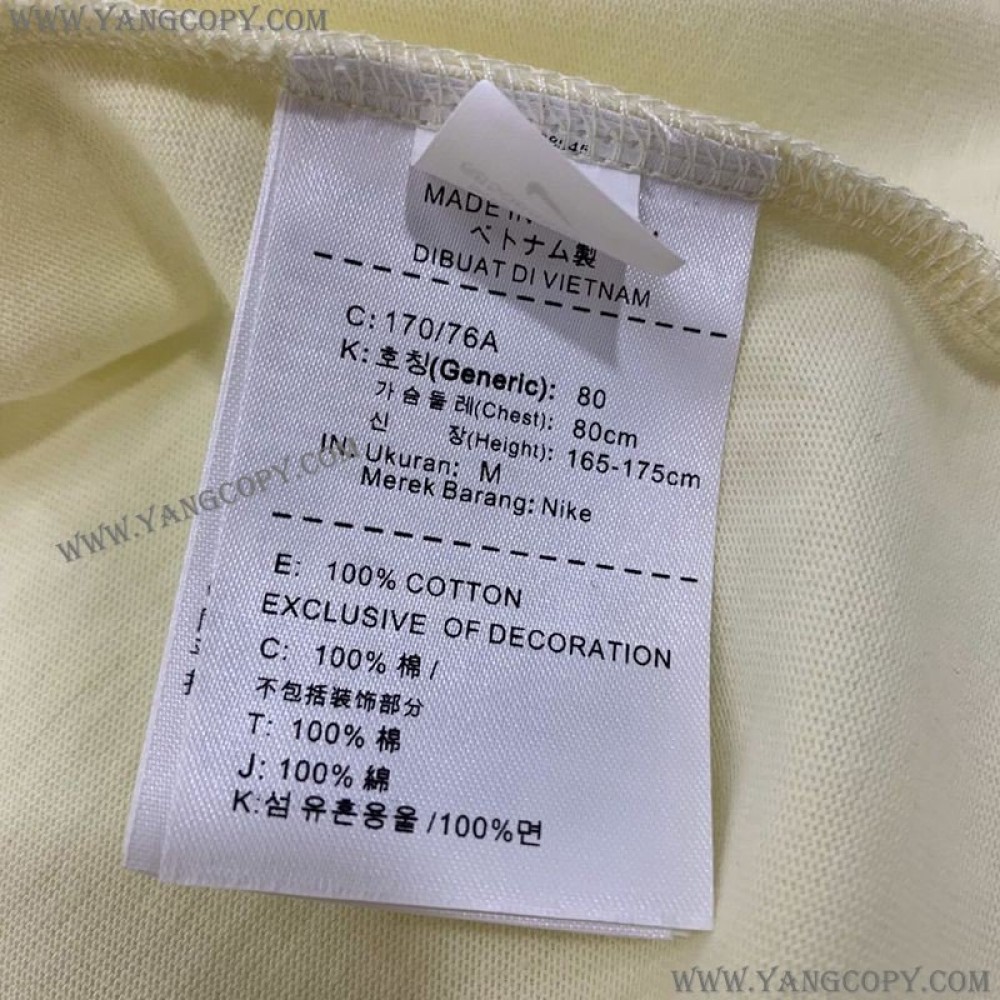 WWW.YANGCOPY.COM
MADE IN
ベトナム製
DIBUAT DI VIETNAM
C: 170/76A
K: 호칭(Generic): 80
가슴둘레(Chest): 80cm
신 장(Height): 165-175cm
IN. Ukuran: M
Merek Barang: Nike
WWW.YANGCOPY.COM
E: 100% COTTON
EXCLUSIVE OF DECORATION
C: 100% 棉 /
不包括装饰部分
T: 100% 棉
J: 100% 綿
K: 섬유혼용율 /100%면
WWW.YANGCOPY.COM